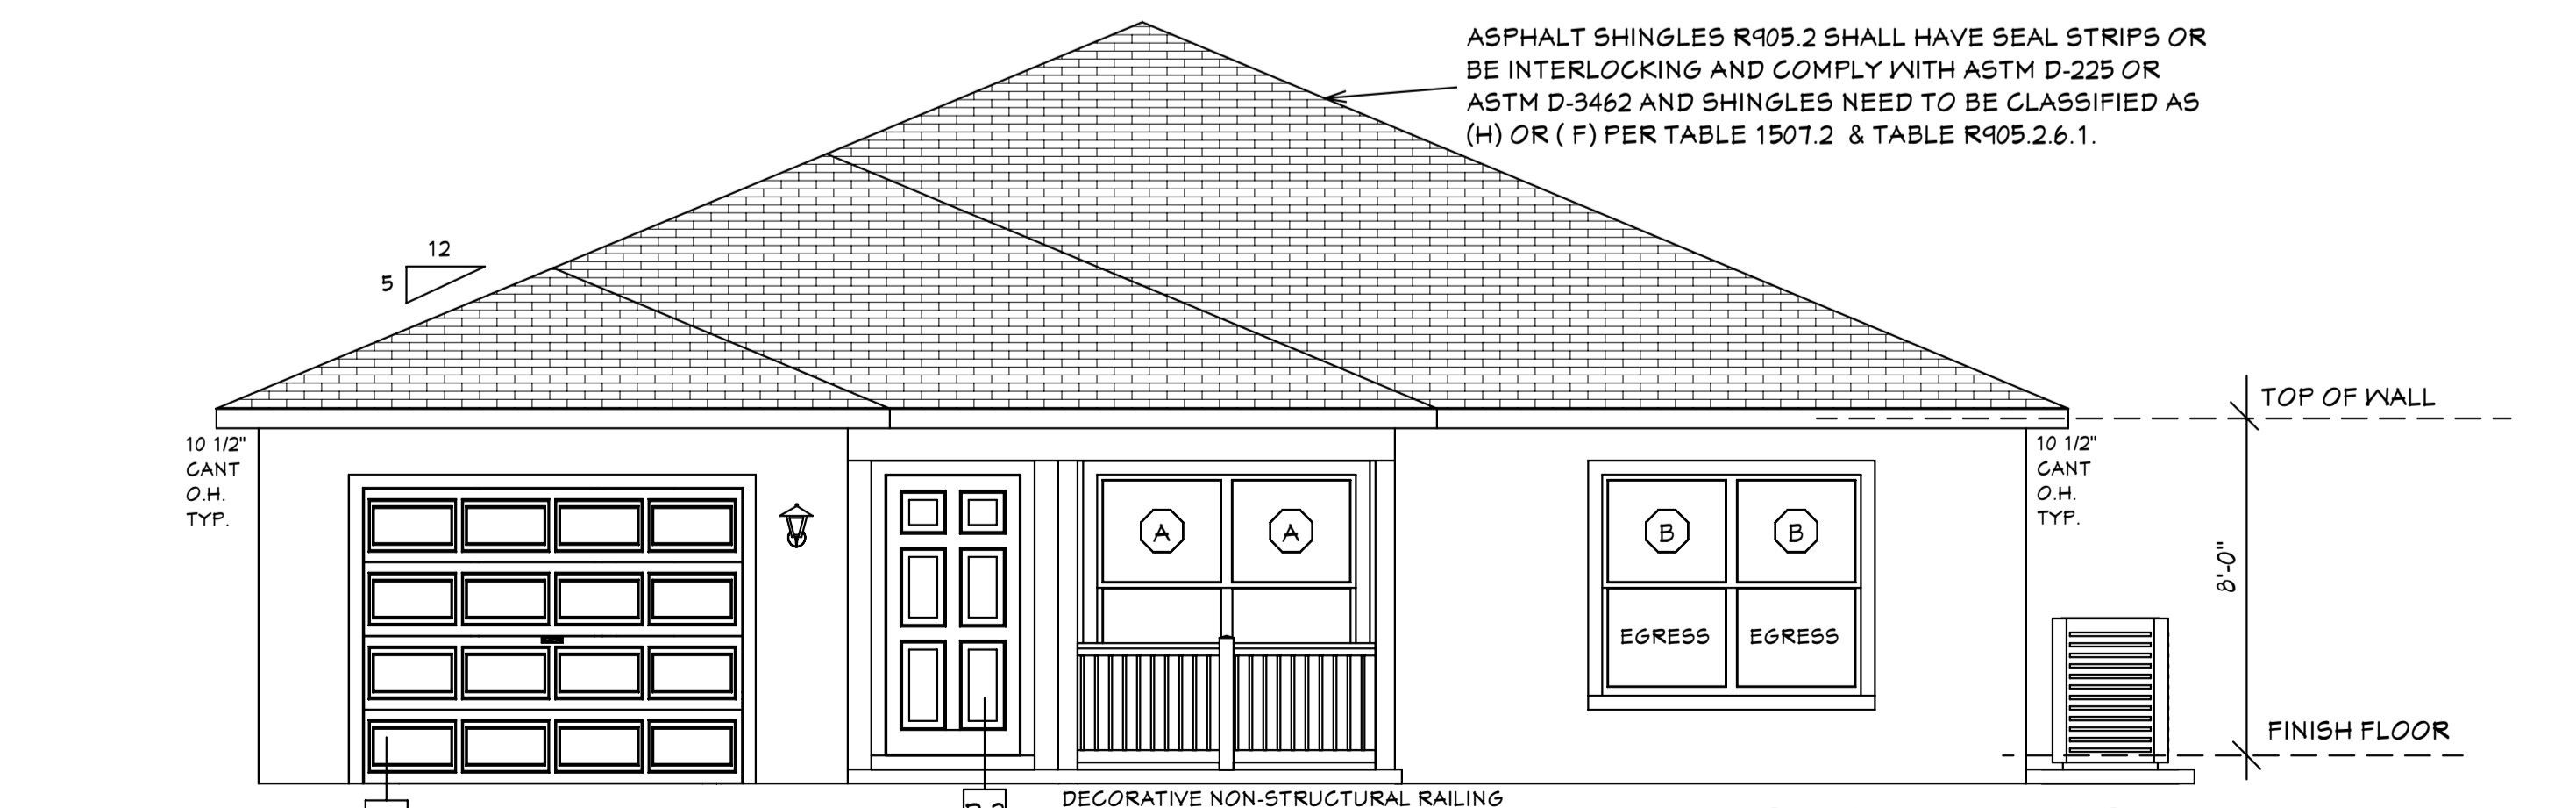 ASPHALT SHINGLES R905.2 SHALL HAVE SEAL STRIPS OR
BE INTERLOCKING AND COMPLY WITH ASTM D-225 OR
ASTM D-3462 AND SHINGLES NEED TO BE CLASSIFIED AS
(H) OR ( F) PER TABLE 1507.2 & TABLE R905.2.6.1.
12
5
TOP OF WALL
10 1/2"
CANT
O.H.
TYP.
10 1/2"
CANT
O.H.
TYP.
A A
B B
8'-0"
EGRESS EGRESS
FINISH FLOOR
DECORATIVE NON-STRUCTURAL RAILING